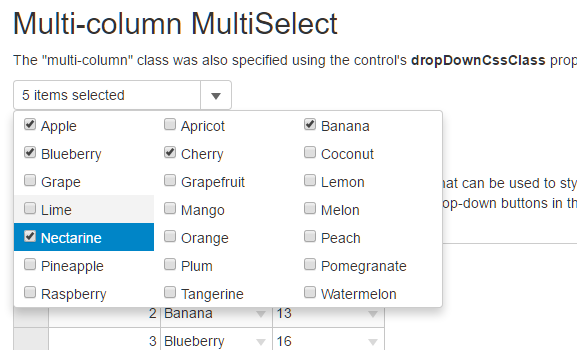 Multi-column MultiSelect
The "multi-column" class was also specified using the control's dropDownCssClass prop
5 items selected
Apple Apricot Banana
Blueberry Cherry Coconut
Grape Grapefruit Lemon
hat can be used to sty
Lime Mango Melon
op-down buttons in th
Nectarine Orange Peach
Pineapple Plum Pomegranate
Raspberry Tangerine Watermelon
2 Banana 13
3 Blueberry 16